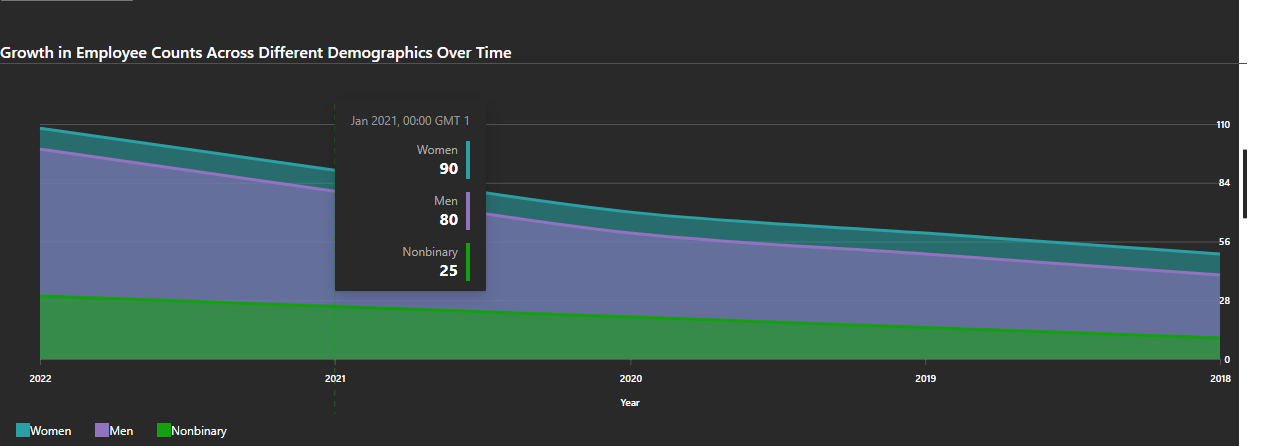 Growth in Employee Counts Across Different Demographics Over Time
Jan 2021, 00:00 GMT 1
Women
90
Men
80
Nonbinary
25
110
84
56
28
0
2022 2021 2020 2019 2018
Year
Women Men Nonbinary